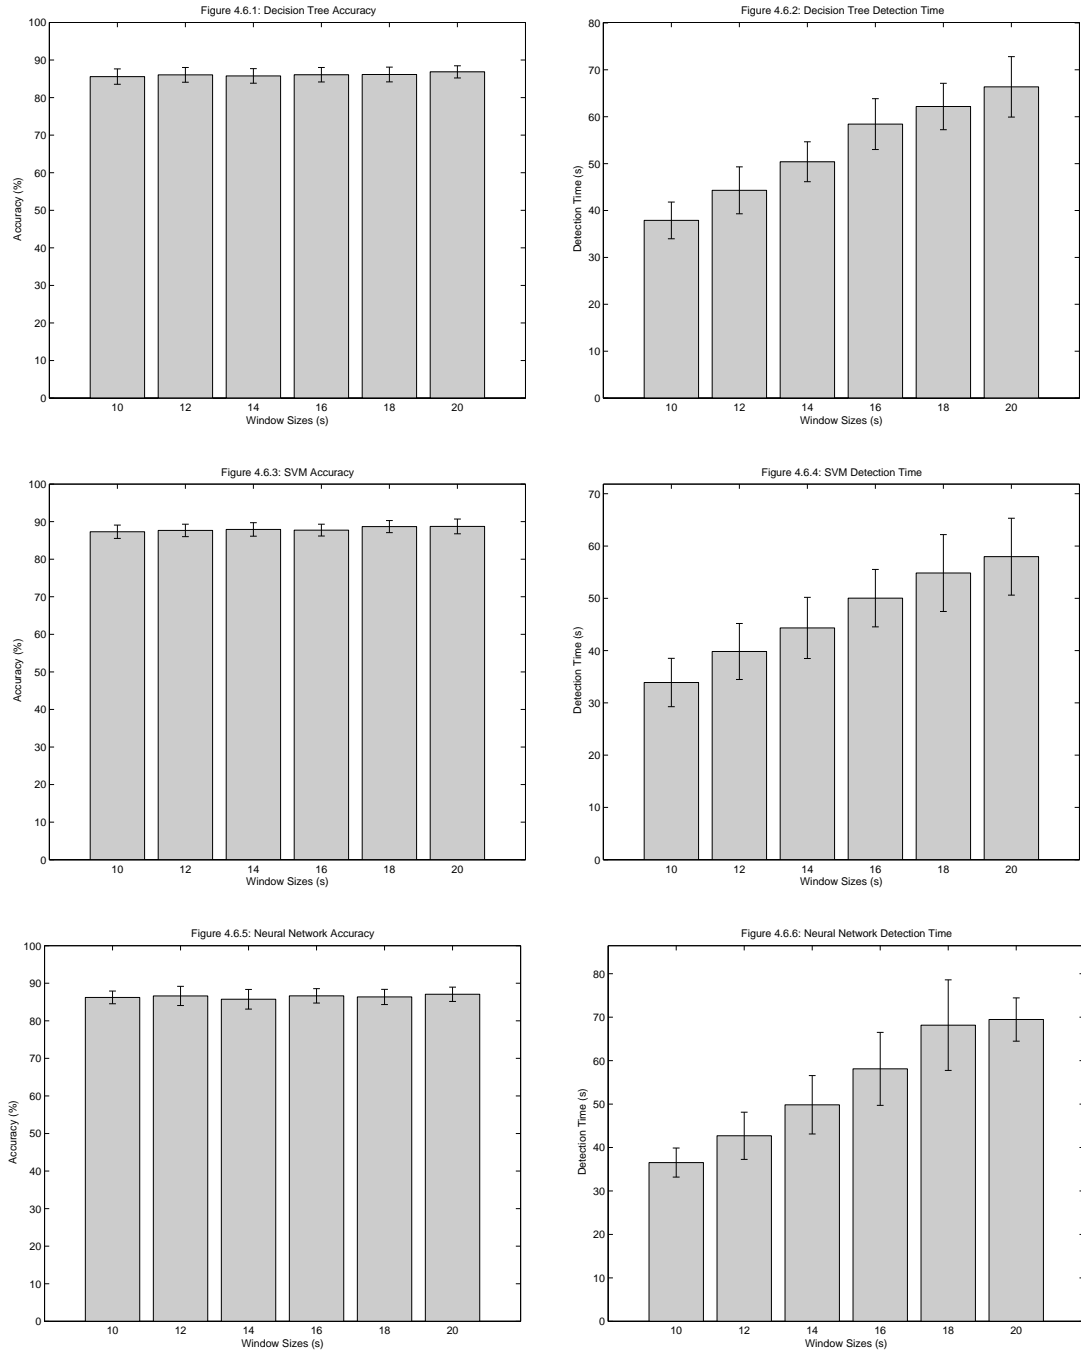 Figure 4.6.1: Decision Tree Accuracy
100
90
80
70
60
50
40
30
20
10
0
Accuracy (%)
10 12 14 16 18 20
Window Sizes (s)
Figure 4.6.2: Decision Tree Detection Time
80
70
60
50
40
30
20
10
0
Detection Time (s)
10 12 14 16 18 20
Window Sizes (s)
Figure 4.6.3: SVM Accuracy
100
90
80
70
60
50
40
30
20
10
0
Accuracy (%)
10 12 14 16 18 20
Window Sizes (s)
Figure 4.6.4: SVM Detection Time
70
60
50
40
30
20
10
0
Detection Time (s)
10 12 14 16 18 20
Window Sizes (s)
Figure 4.6.5: Neural Network Accuracy
100
90
80
70
60
50
40
30
20
10
0
Accuracy (%)
10 12 14 16 18 20
Window Sizes (s)
Figure 4.6.6: Neural Network Detection Time
80
70
60
50
40
30
20
10
0
Detection Time (s)
10 12 14 16 18 20
Window Sizes (s)